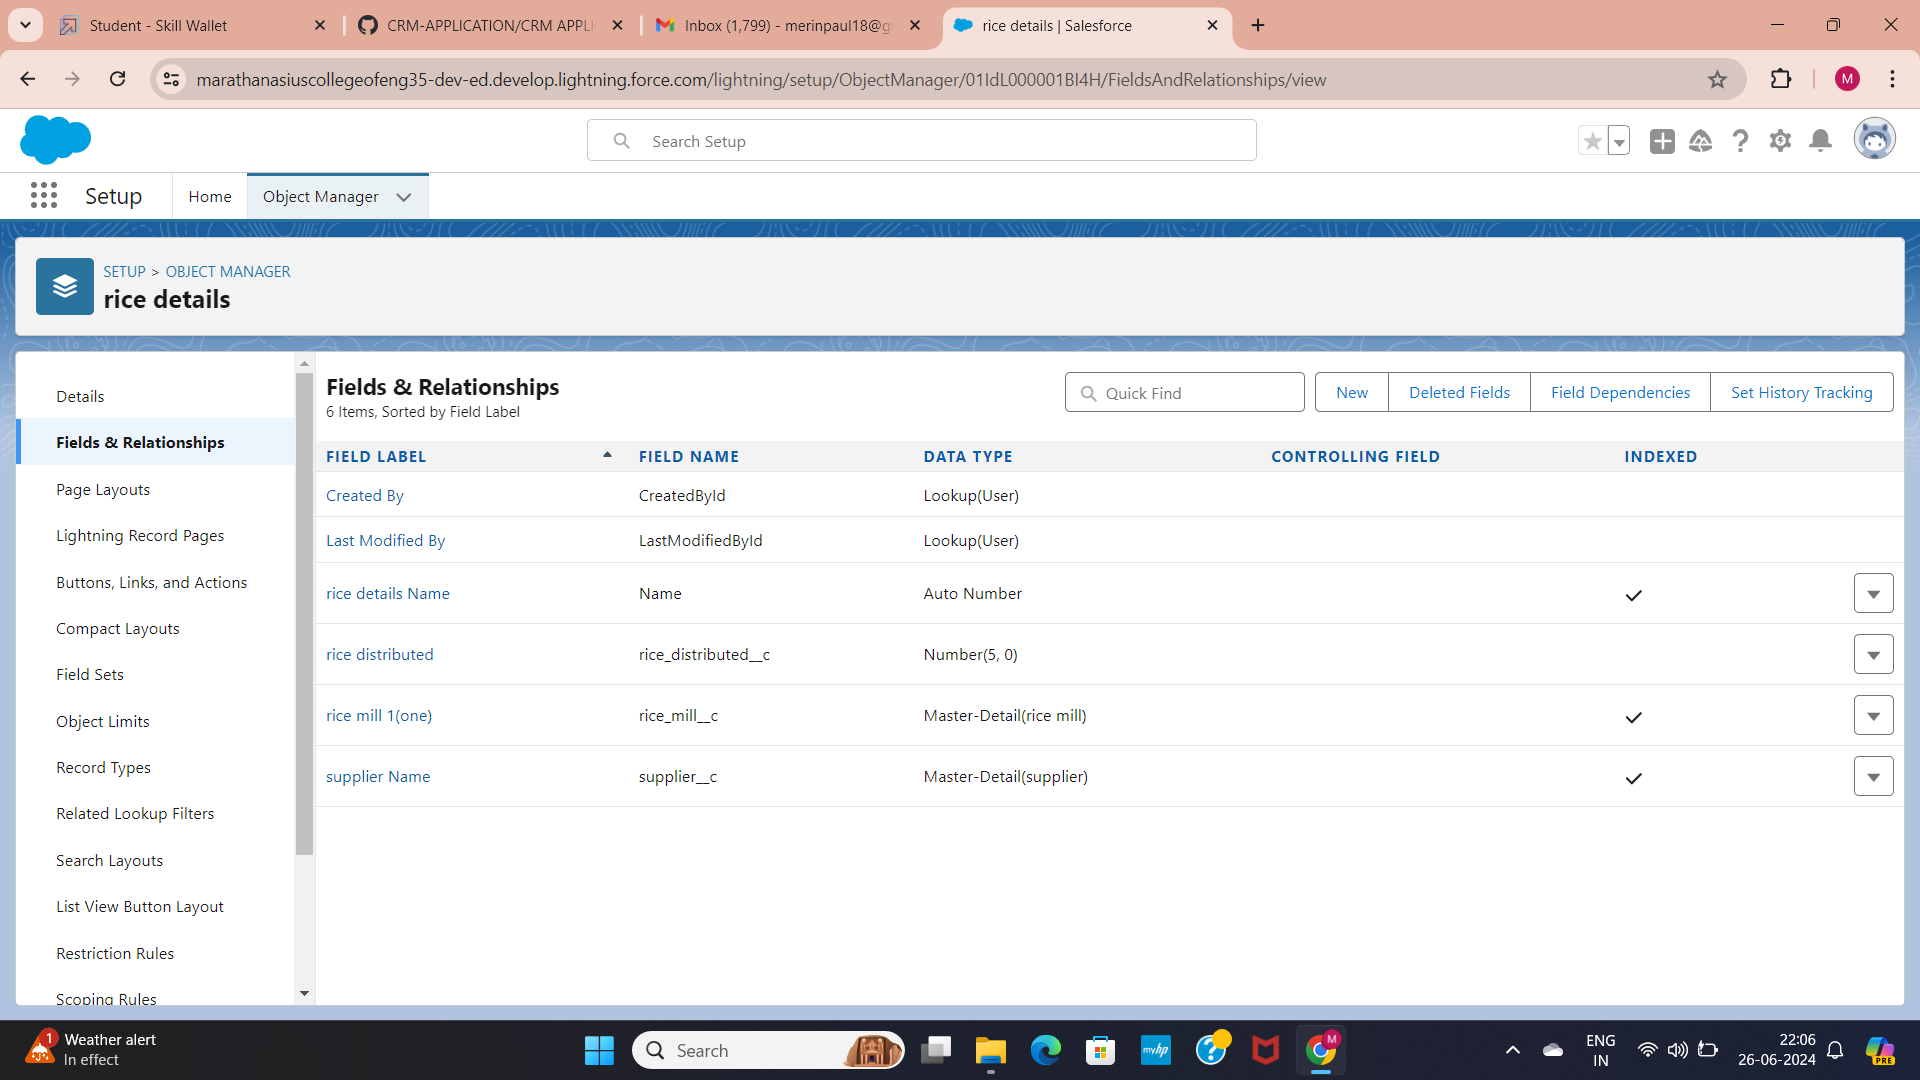 Student - Skill Wallet
CRM-APPLICATION/CRM APPLI
Inbox (1,799) - merinpaul18@g
rice details | Salesforce
marathanasiuscollegeofeng35-dev-ed.develop.lightning.force.com/lightning/setup/ObjectManager/01IdL000001BI4H/FieldsAndRelationships/view
M
Search Setup
Setup
Home
Object Manager
SETUP > OBJECT MANAGER
rice details
Details
Fields & Relationships
Page Layouts
Lightning Record Pages
Buttons, Links, and Actions
Compact Layouts
Field Sets
Object Limits
Record Types
Related Lookup Filters
Search Layouts
List View Button Layout
Restriction Rules
Scoping Rules
Fields & Relationships
6 Items, Sorted by Field Label
Quick Find
New
Deleted Fields
Field Dependencies
Set History Tracking
FIELD LABEL FIELD NAME DATA TYPE CONTROLLING FIELD INDEXED
Created By CreatedById Lookup(User)
Last Modified By LastModifiedById Lookup(User)
rice details Name Name Auto Number
rice distributed rice_distributed__c Number(5, 0)
rice mill 1(one) rice_mill__c Master-Detail(rice mill)
supplier Name supplier__c Master-Detail(supplier)
1
Weather alert
In effect
Search
myhp
M
ENG
IN
22:06
26-06-2024
PRE